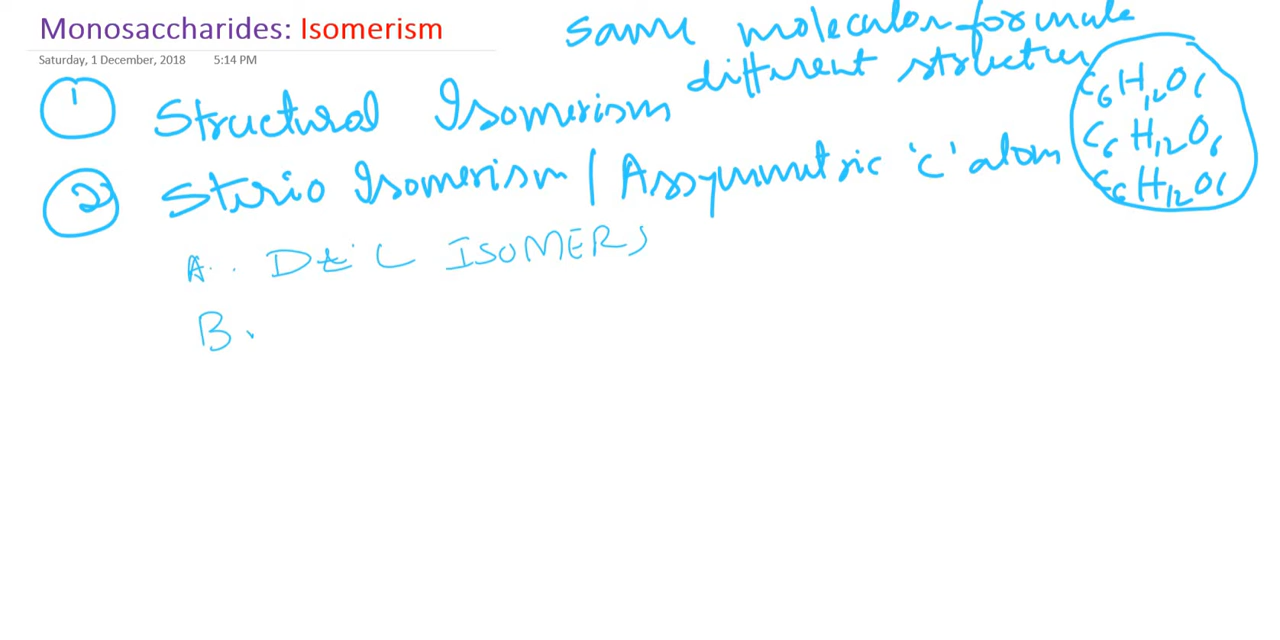 Monosaccharides: Isomerism
Saturday, 1 December, 2018 5:14 PM
same molecular formule
different structure
① Structural Isomerism
② Sterio Isomerism / Assymmetric 'c' atom
C6H12O6
C6H12O6
C6H12O6
A. D & L ISOMERS
B.